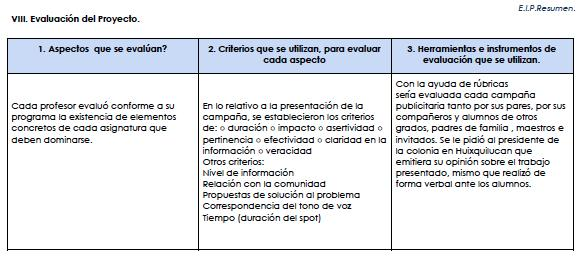 E.I.P.Resumen.
VIII. Evaluación del Proyecto.
1. Aspectos que se evalúan?
2. Criterios que se utilizan, para evaluar
cada aspecto
3. Herramientas e instrumentos de
evaluación que se utilizan.
Cada profesor evaluó conforme a su
programa la existencia de elementos
concretos de cada asignatura que
deben dominarse.
En lo relativo a la presentación de la
campaña, se establecieron los criterios
de: ○ duración ○ impacto ○ asertividad ○
pertinencia ○ efectividad ○ claridad en la
información ○ veracidad
Otros criterios:
Nivel de información
Relación con la comunidad
Propuestas de solución al problema
Correspondencia del tono de voz
Tiempo (duración del spot)
Con la ayuda de rúbricas
sería evaluada cada campaña
publicitaria tanto por sus pares, por sus
compañeros y alumnos de otros
grados, padres de familia , maestros e
invitados. Se le pidió al presidente de
la colonia en Huixquilucan que
emitiera su opinión sobre el trabajo
presentado, mismo que realizó de
forma verbal ante los alumnos.